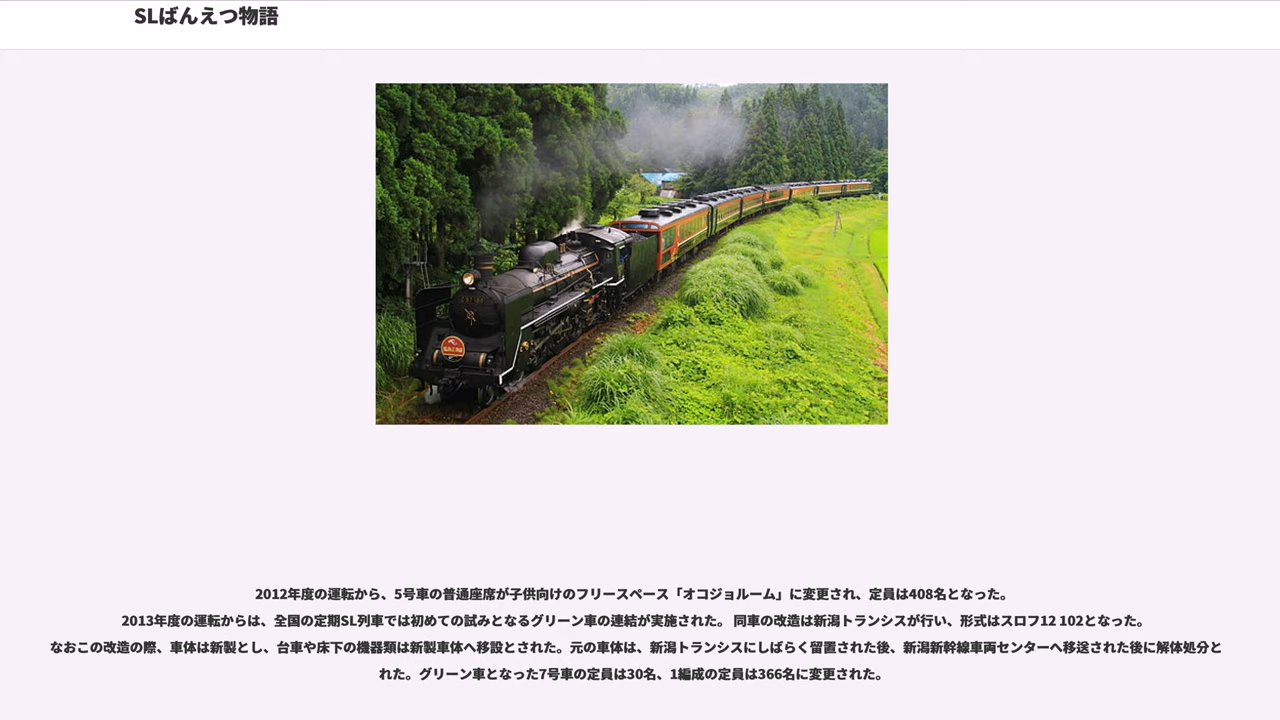 SLばんえつ物語
2012年度の運転から、5号車の普通座席が子供向けのフリースペース「オコジョルーム」に変更され、定員は408名となった。
2013年度の運転からは、全国の定期SL列車では初めての試みとなるグリーン車の連結が実施された。 同車の改造は新潟トランシスが行い、形式はスロフ12 102となった。
なおこの改造の際、車体は新製とし、台車や床下の機器類は新製車体へ移設とされた。元の車体は、新潟トランシスにしばらく留置された後、新潟新幹線車両センターへ移送された後に解体処分と
れた。グリーン車となった7号車の定員は30名、1編成の定員は366名に変更された。